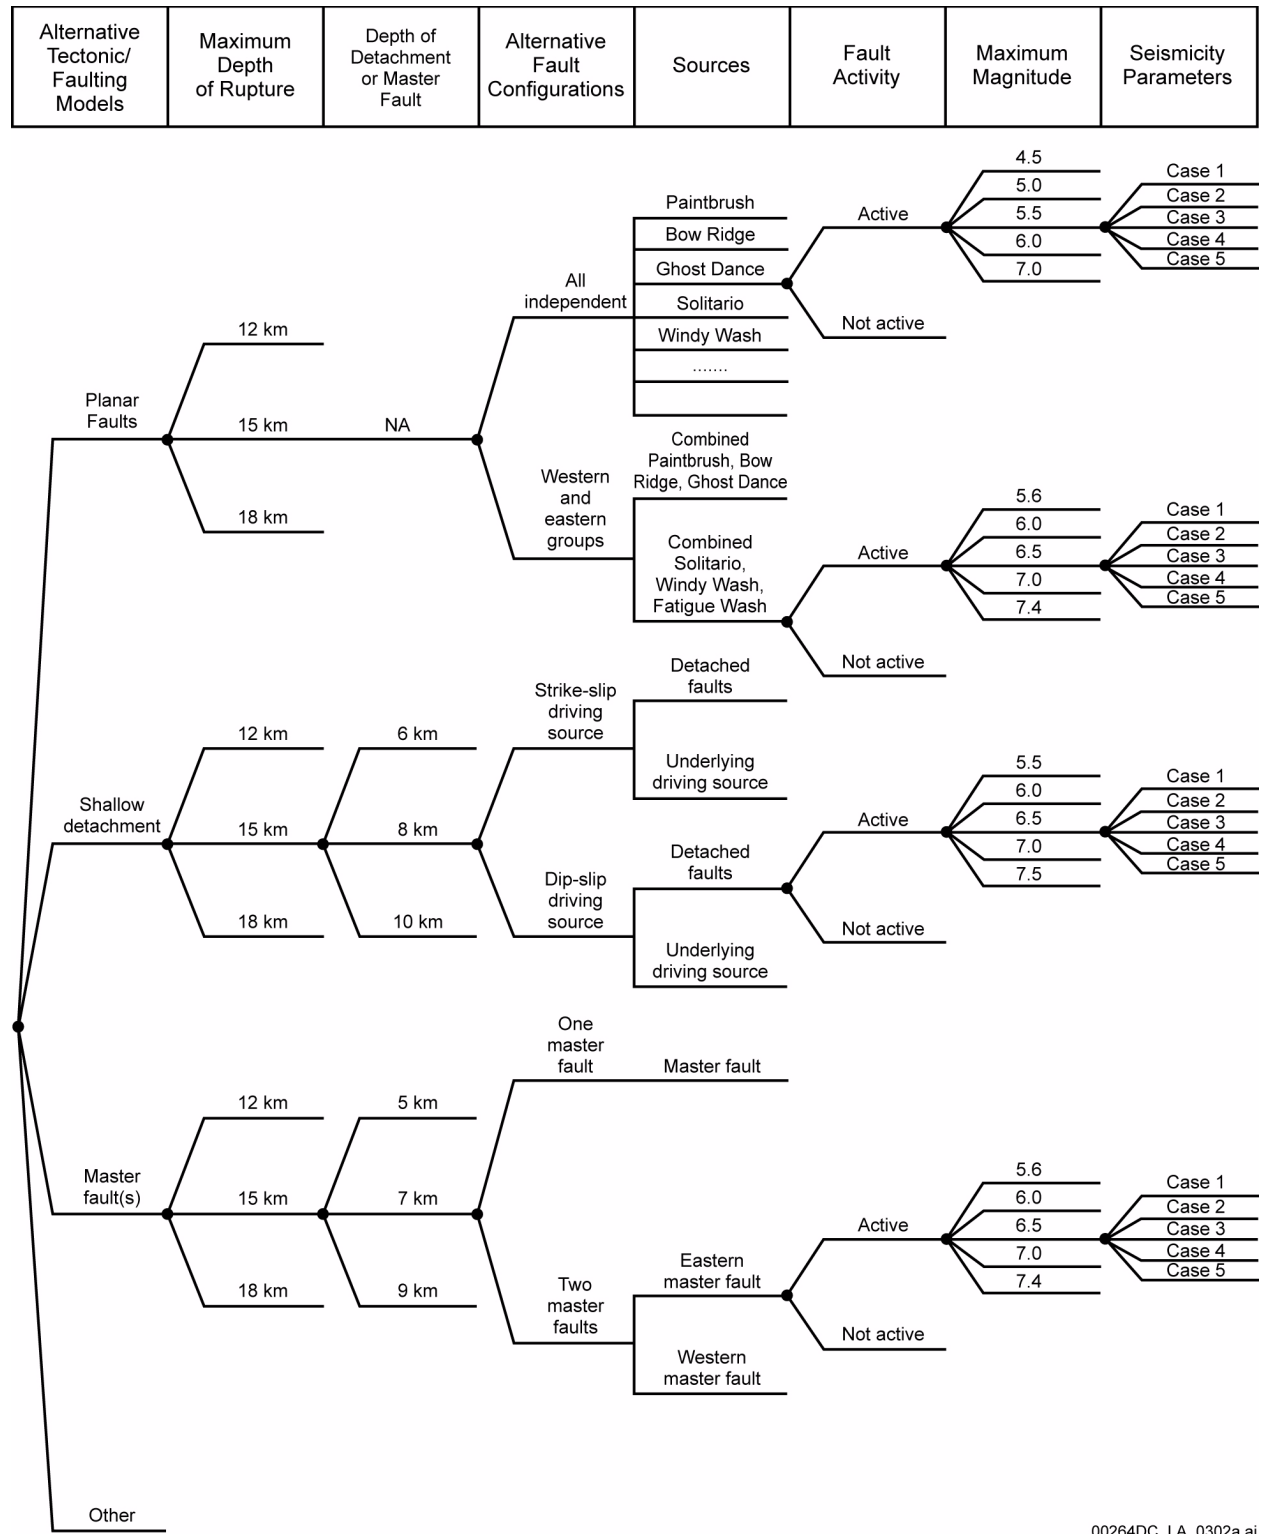 Alternative
Tectonic/
Faulting
Models
Maximum
Depth
of Rupture
Depth of
Detachment
or Master
Fault
Alternative
Fault
Configurations
Sources
Fault
Activity
Maximum
Magnitude
Seismicity
Parameters
Planar
Faults
12 km
15 km
18 km
NA
All
independent
Paintbrush
Bow Ridge
Ghost Dance
Solitario
Windy Wash
.......
Active
Not active
4.5
5.0
5.5
6.0
7.0
Case 1
Case 2
Case 3
Case 4
Case 5
Western
and
eastern
groups
Combined
Paintbrush, Bow
Ridge, Ghost Dance
Combined
Solitario,
Windy Wash,
Fatigue Wash
Active
Not active
5.6
6.0
6.5
7.0
7.4
Case 1
Case 2
Case 3
Case 4
Case 5
Shallow
detachment
12 km
15 km
18 km
6 km
8 km
10 km
Strike-slip
driving
source
Detached
faults
Underlying
driving source
Dip-slip
driving
source
Detached
faults
Underlying
driving source
Active
Not active
5.5
6.0
6.5
7.0
7.5
Case 1
Case 2
Case 3
Case 4
Case 5
Master
fault(s)
12 km
15 km
18 km
5 km
7 km
9 km
One
master
fault
Master fault
Two
master
faults
Eastern
master fault
Western
master fault
Active
Not active
5.6
6.0
6.5
7.0
7.4
Case 1
Case 2
Case 3
Case 4
Case 5
Other
00264DC_LA_0302a.ai